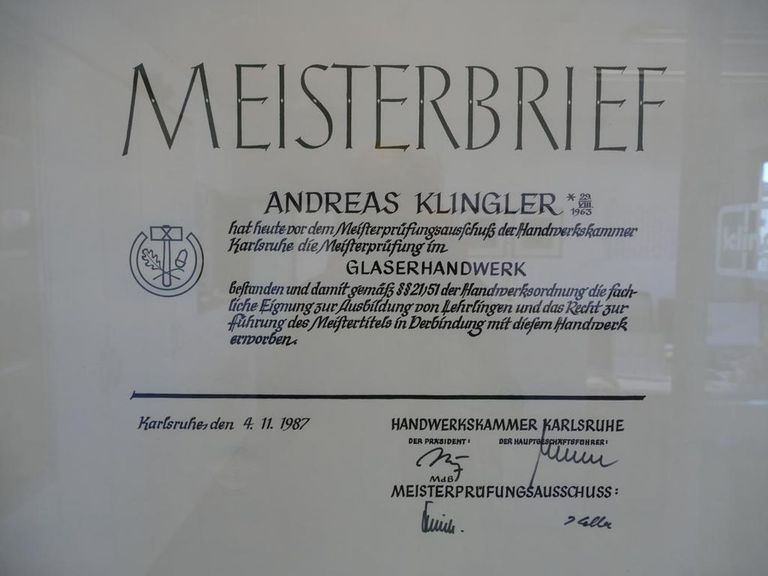 MEISTERBRIEF
ANDREAS KLINGLER * 29. VIII. 1963
hat heute vor dem Meisterprüfungsausschuß der Handwerkskammer
Karlsruhe die Meisterprüfung im
GLASERHANDWERK
bestanden und damit gemäß §§ 21/51 der Handwerksordnung die fach-
liche Eignung zur Ausbildung von Lehrlingen und das Recht zur
Führung des Meistertitels in Verbindung mit diesem Handwerk
erworben.
Karlsruhe, den 4. 11. 1987
HANDWERKSKAMMER KARLSRUHE
DER PRÄSIDENT: DER HAUPTGESCHÄFTSFÜHRER:
MdB
MEISTERPRÜFUNGSAUSSCHUSS: